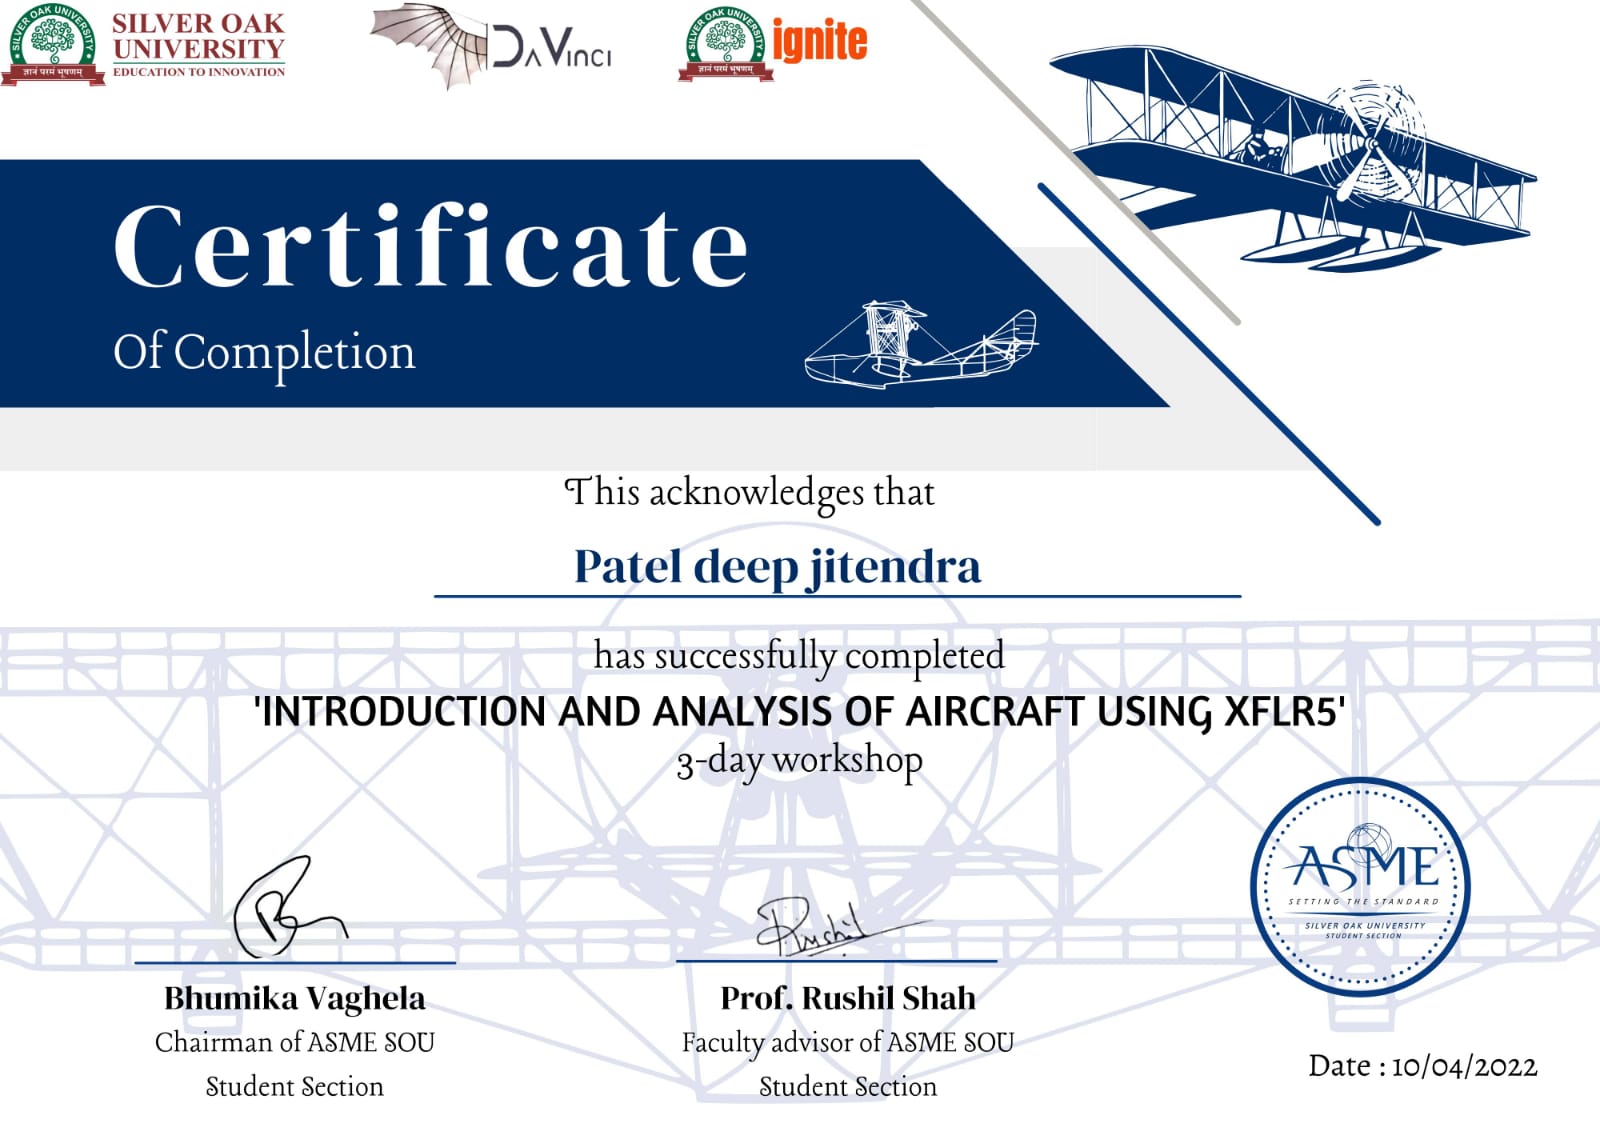 SILVER OAK UNIVERSITY
ज्ञानं परमं भूषणम्
SILVER OAK
UNIVERSITY
EDUCATION TO INNOVATION
DA VINCI
SILVER OAK UNIVERSITY
ज्ञानं परमं भूषणम्
ignite
Certificate
Of Completion
This acknowledges that
Patel deep jitendra
has successfully completed
'INTRODUCTION AND ANALYSIS OF AIRCRAFT USING XFLR5'
3-day workshop
ASME
SETTING THE STANDARD
SILVER OAK UNIVERSITY
STUDENT SECTION
Rushil
Bhumika Vaghela
Chairman of ASME SOU
Student Section
Prof. Rushil Shah
Faculty advisor of ASME SOU
Student Section
Date : 10/04/2022